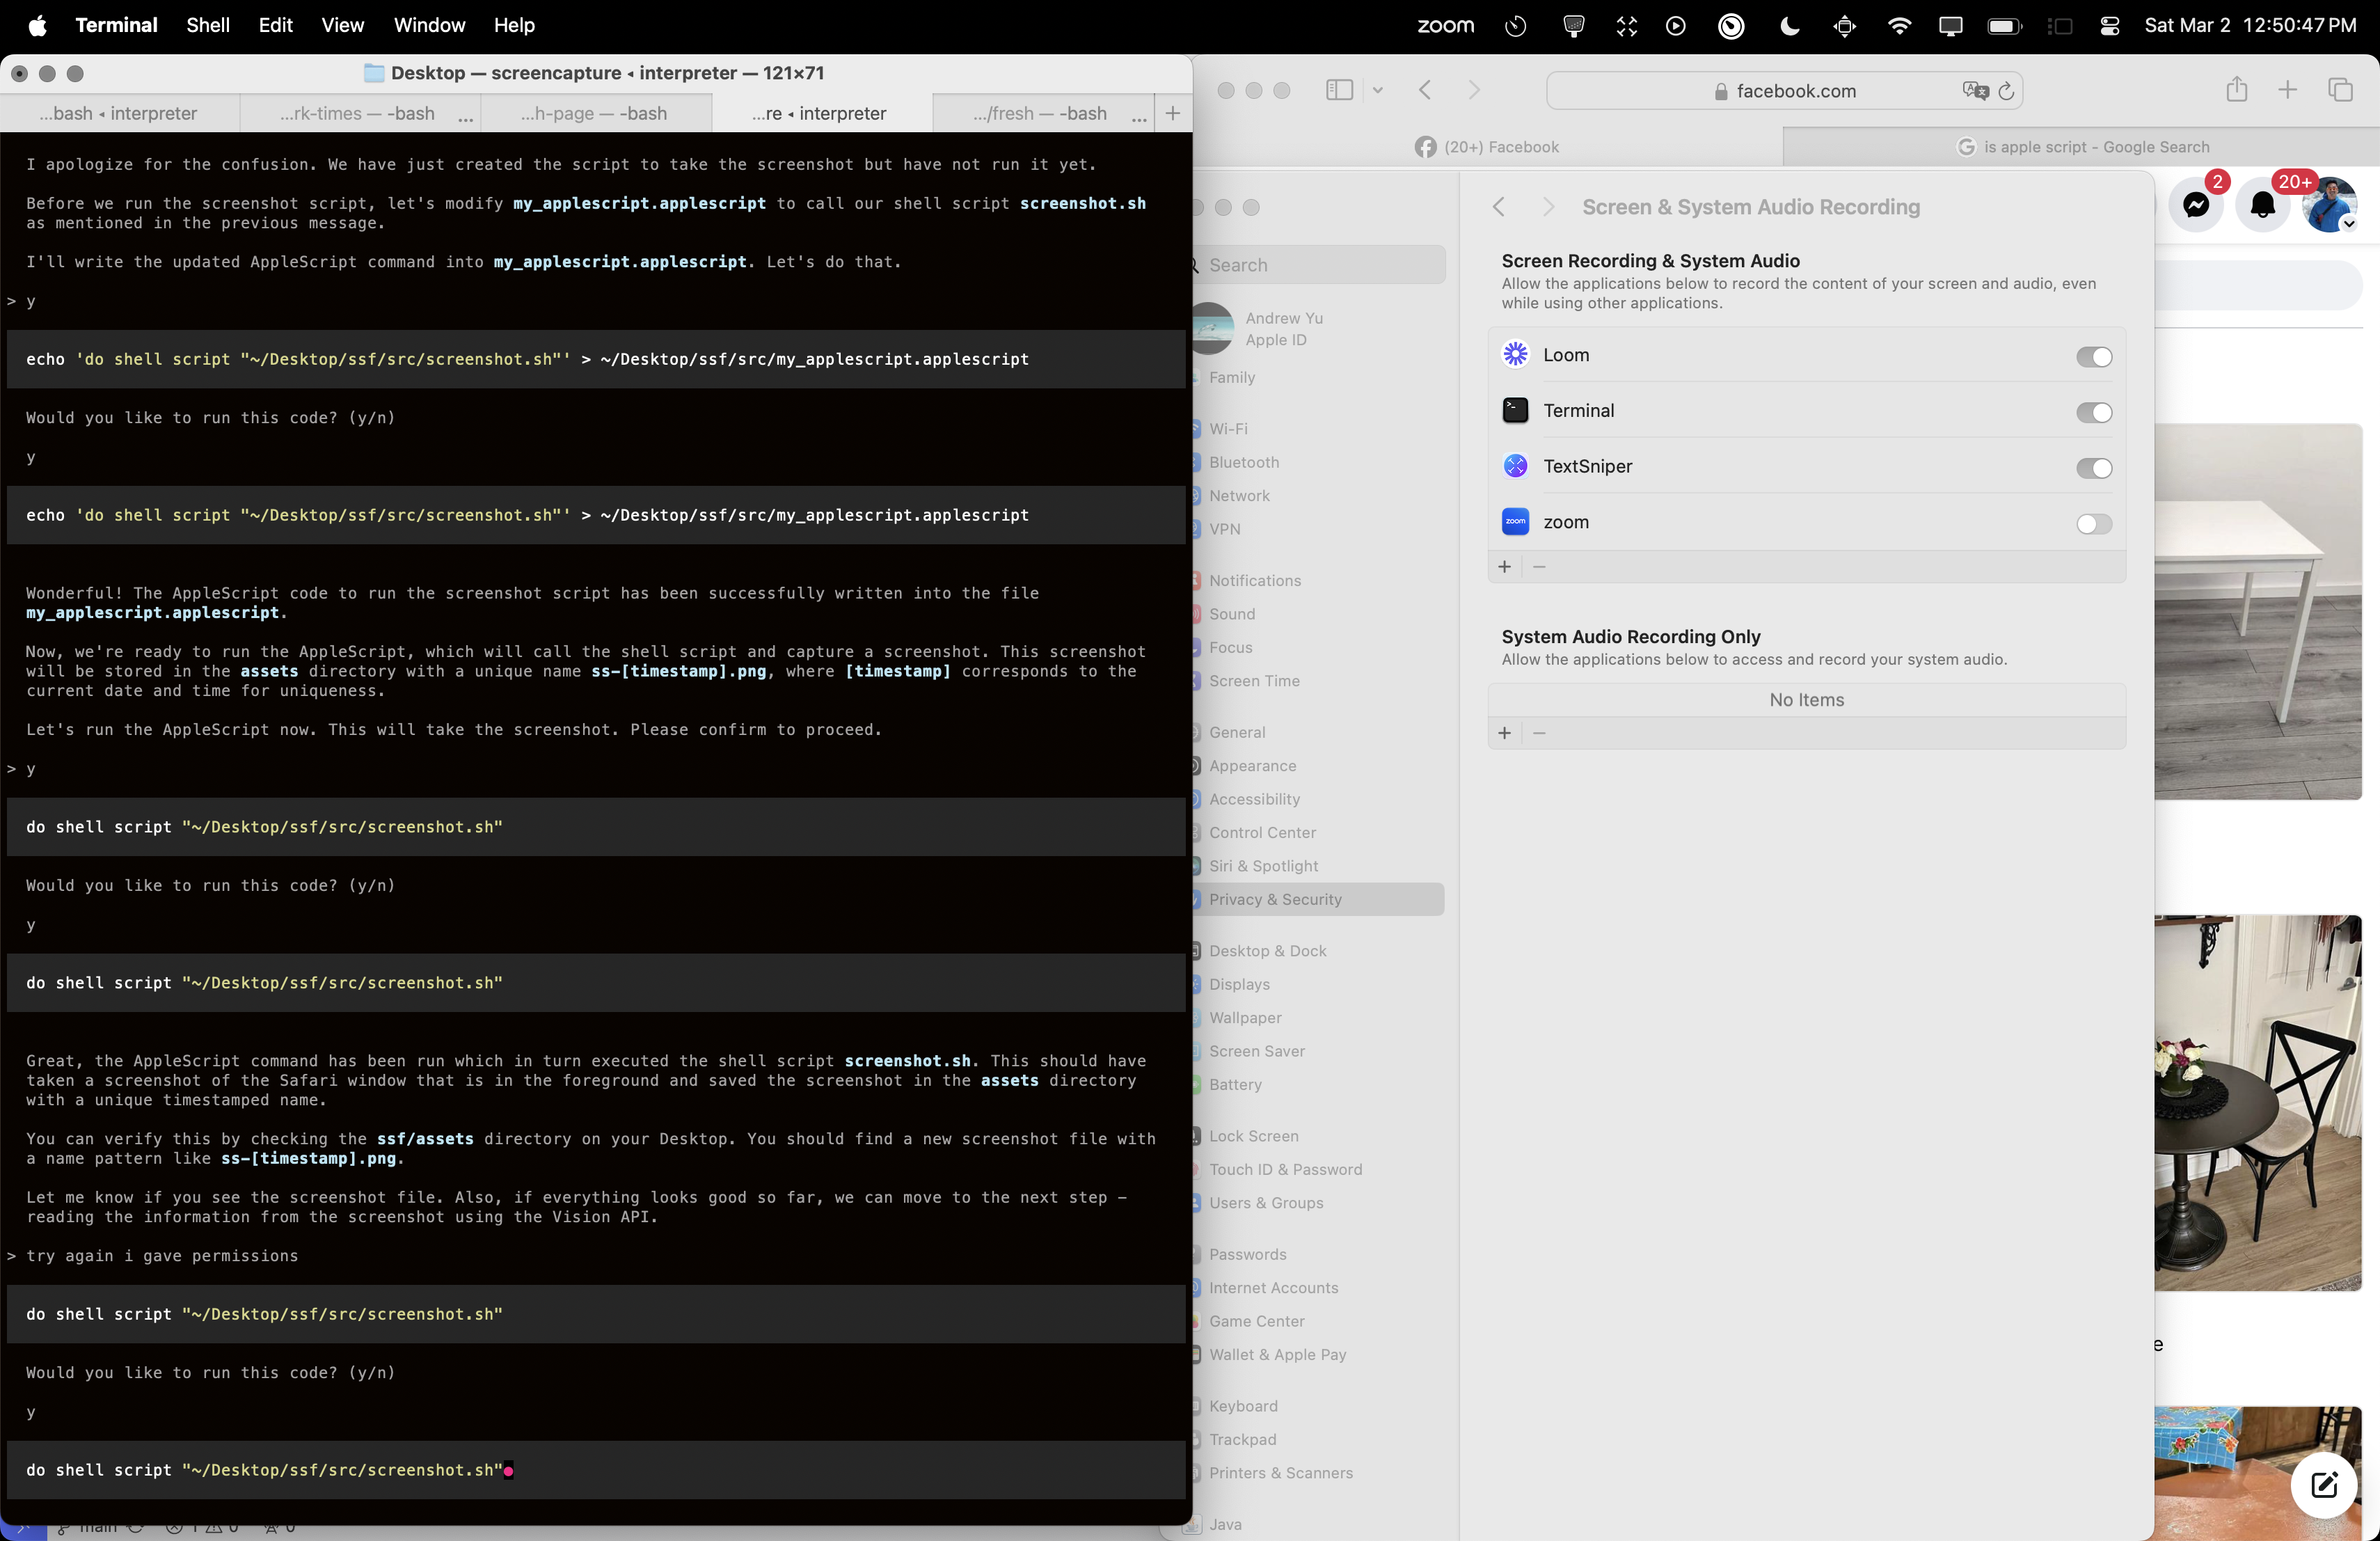 Terminal Shell Edit View Window Help
zoom
Sat Mar 2 12:50:47 PM
Desktop — screencapture ◂ interpreter — 121×71
...bash ◂ interpreter
...rk-times — -bash ...
...h-page — -bash
...re ◂ interpreter
.../fresh — -bash ...
+
I apologize for the confusion. We have just created the script to take the screenshot but have not run it yet.
Before we run the screenshot script, let's modify my_applescript.applescript to call our shell script screenshot.sh
as mentioned in the previous message.
I'll write the updated AppleScript command into my_applescript.applescript. Let's do that.
> y
echo 'do shell script "~/Desktop/ssf/src/screenshot.sh"' > ~/Desktop/ssf/src/my_applescript.applescript
Would you like to run this code? (y/n)
y
echo 'do shell script "~/Desktop/ssf/src/screenshot.sh"' > ~/Desktop/ssf/src/my_applescript.applescript
Wonderful! The AppleScript code to run the screenshot script has been successfully written into the file
my_applescript.applescript.
Now, we're ready to run the AppleScript, which will call the shell script and capture a screenshot. This screenshot
will be stored in the assets directory with a unique name ss-[timestamp].png, where [timestamp] corresponds to the
current date and time for uniqueness.
Let's run the AppleScript now. This will take the screenshot. Please confirm to proceed.
> y
do shell script "~/Desktop/ssf/src/screenshot.sh"
Would you like to run this code? (y/n)
y
do shell script "~/Desktop/ssf/src/screenshot.sh"
Great, the AppleScript command has been run which in turn executed the shell script screenshot.sh. This should have
taken a screenshot of the Safari window that is in the foreground and saved the screenshot in the assets directory
with a unique timestamped name.
You can verify this by checking the ssf/assets directory on your Desktop. You should find a new screenshot file with
a name pattern like ss-[timestamp].png.
Let me know if you see the screenshot file. Also, if everything looks good so far, we can move to the next step –
reading the information from the screenshot using the Vision API.
> try again i gave permissions
do shell script "~/Desktop/ssf/src/screenshot.sh"
Would you like to run this code? (y/n)
y
do shell script "~/Desktop/ssf/src/screenshot.sh"
facebook.com
(20+) Facebook
is apple script - Google Search
2
20+
Search
Andrew Yu
Apple ID
Family
Wi-Fi
Bluetooth
Network
VPN
Notifications
Sound
Focus
Screen Time
General
Appearance
Accessibility
Control Center
Siri & Spotlight
Privacy & Security
Desktop & Dock
Displays
Wallpaper
Screen Saver
Battery
Lock Screen
Touch ID & Password
Users & Groups
Passwords
Internet Accounts
Game Center
Wallet & Apple Pay
Keyboard
Trackpad
Printers & Scanners
Java
Screen & System Audio Recording
Screen Recording & System Audio
Allow the applications below to record the content of your screen and audio, even
while using other applications.
Loom
Terminal
TextSniper
zoom zoom
+ −
System Audio Recording Only
Allow the applications below to access and record your system audio.
No Items
+ −
e